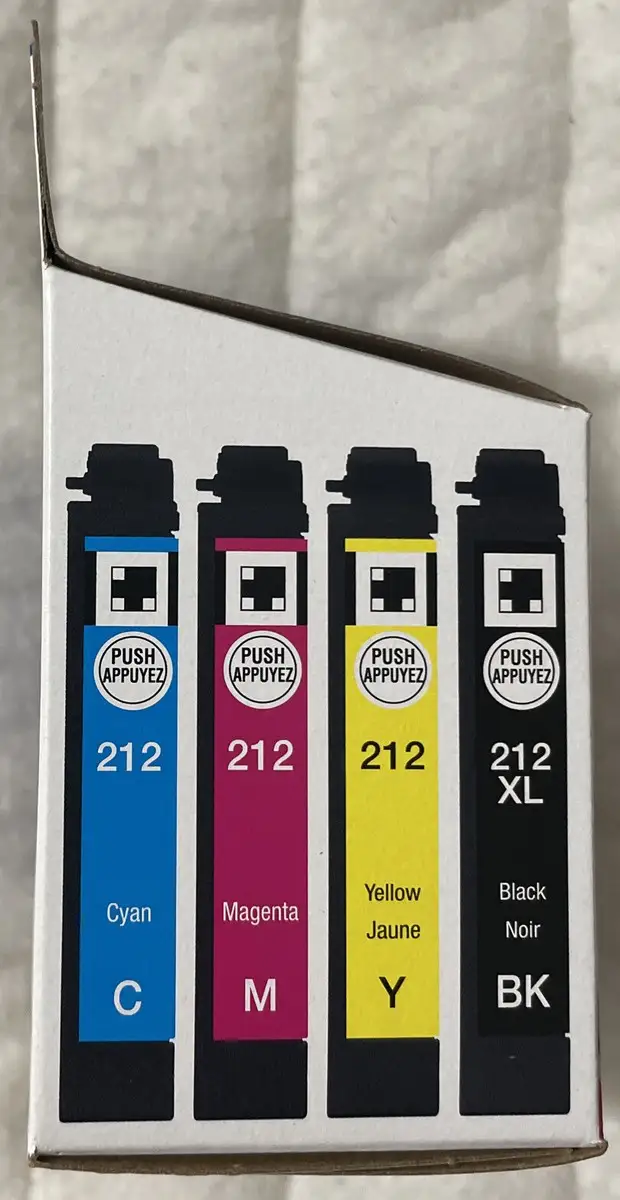 PUSH
APPUYEZ
212
Cyan
C
PUSH
APPUYEZ
212
Magenta
M
PUSH
APPUYEZ
212
Yellow
Jaune
Y
PUSH
APPUYEZ
212
XL
Black
Noir
BK